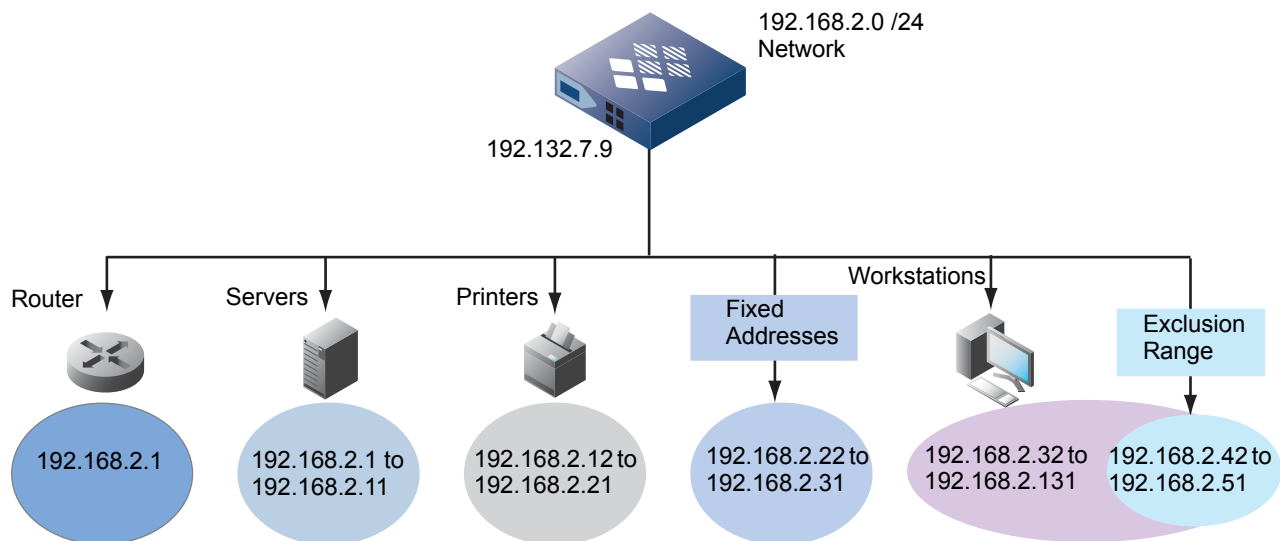 192.168.2.0 /24
Network
192.132.7.9
Router
Servers
Printers
Fixed
Addresses
Workstations
Exclusion
Range
192.168.2.1
192.168.2.1 to
192.168.2.11
192.168.2.12 to
192.168.2.21
192.168.2.22 to
192.168.2.31
192.168.2.32 to
192.168.2.131
192.168.2.42 to
192.168.2.51